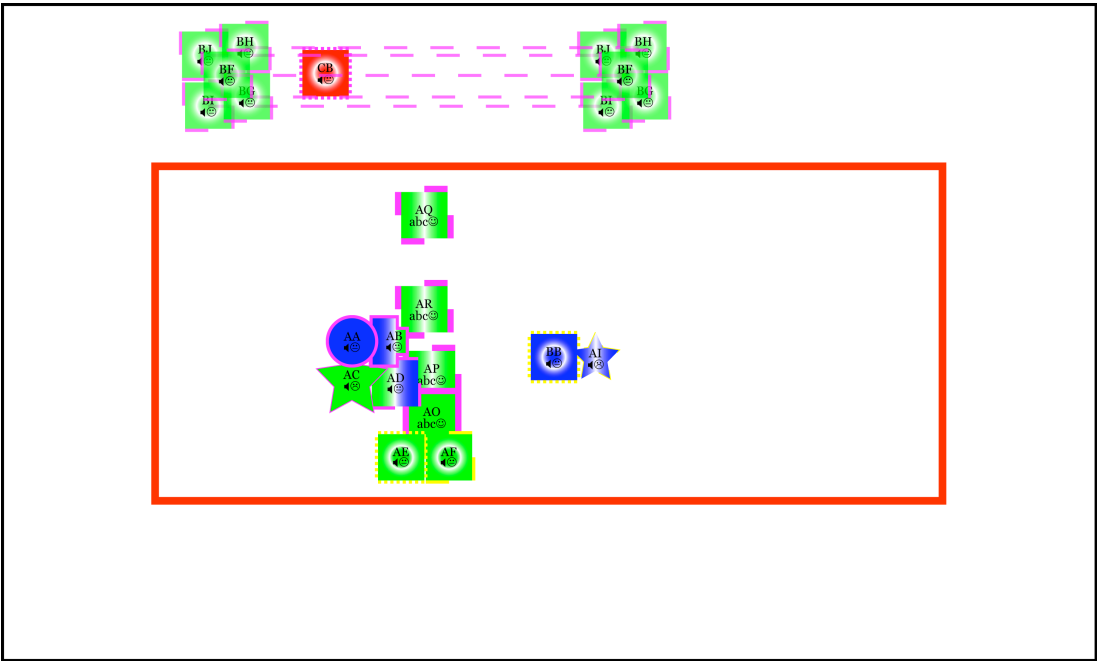 BJ
BH
BF
BI
BG
CB
BJ
BH
BF
BI
BG
AQ
abc☺
AR
abc☺
AA
AB
AC
AD
AP
abc☺
AO
abc☺
AE
AF
BB
AI